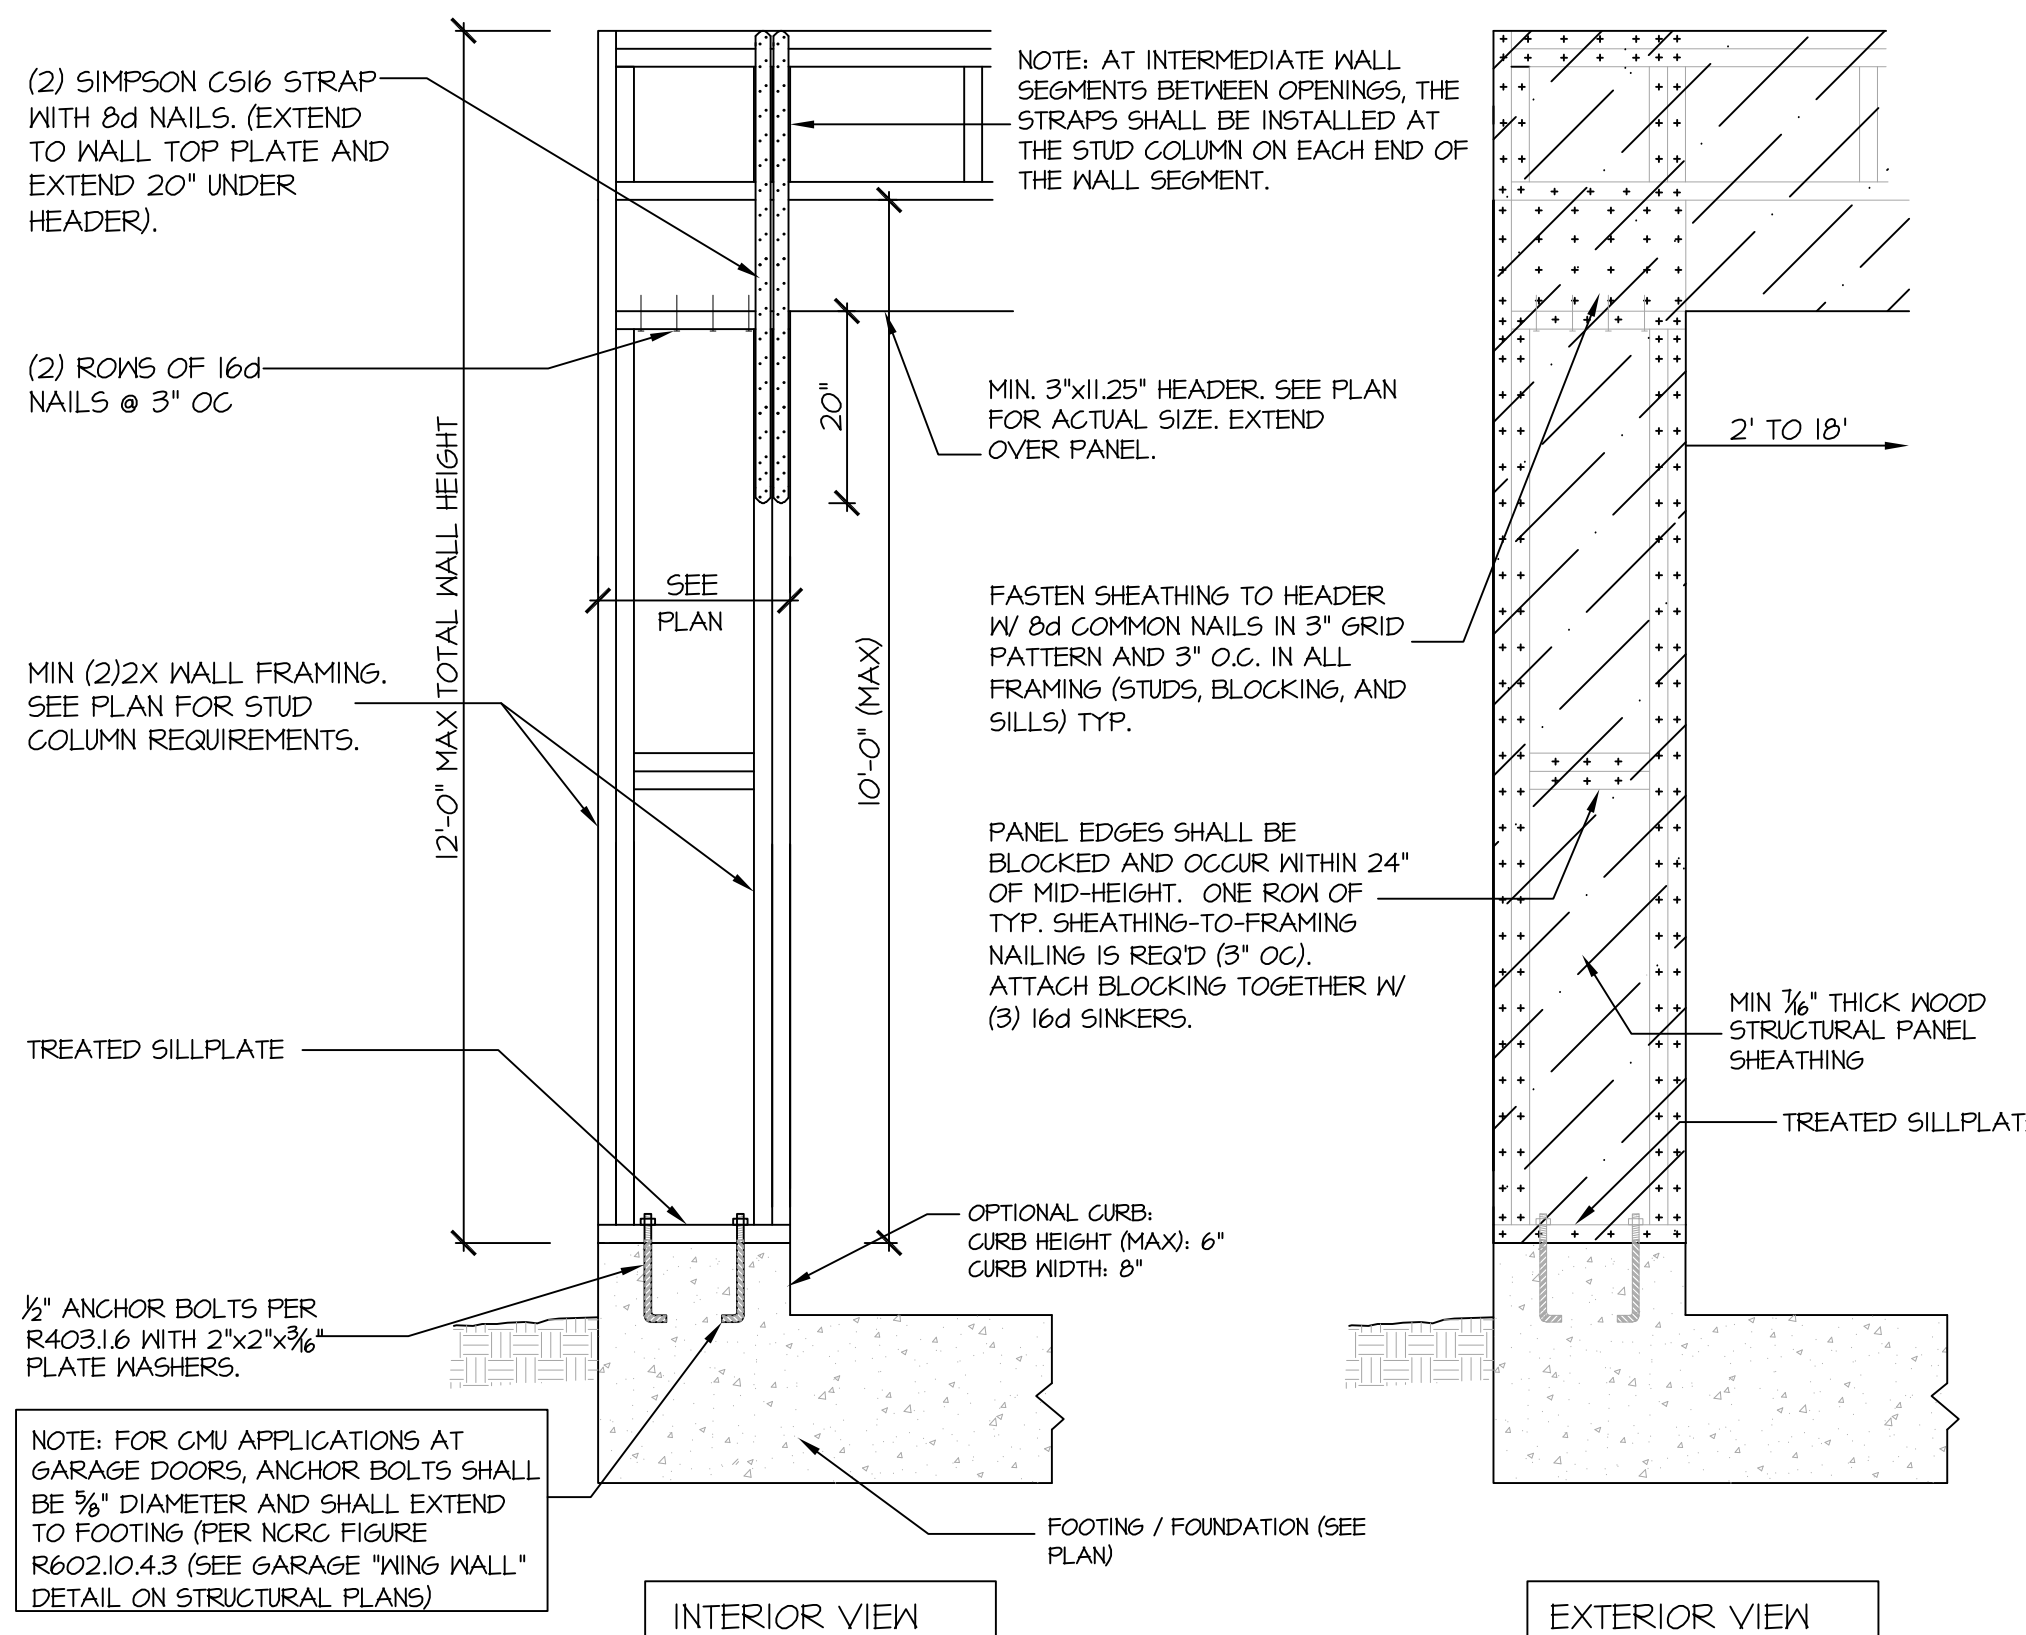 (2) SIMPSON CS16 STRAP
WITH 8d NAILS. (EXTEND
TO WALL TOP PLATE AND
EXTEND 20" UNDER
HEADER).
NOTE: AT INTERMEDIATE WALL
SEGMENTS BETWEEN OPENINGS, THE
STRAPS SHALL BE INSTALLED AT
THE STUD COLUMN ON EACH END OF
THE WALL SEGMENT.
(2) ROWS OF 16d
NAILS @ 3" OC
12'-0" MAX TOTAL WALL HEIGHT
20"
MIN. 3"x11.25" HEADER. SEE PLAN
FOR ACTUAL SIZE. EXTEND
OVER PANEL.
2' TO 18'
SEE
PLAN
10'-0" (MAX)
FASTEN SHEATHING TO HEADER
W/ 8d COMMON NAILS IN 3" GRID
PATTERN AND 3" O.C. IN ALL
FRAMING (STUDS, BLOCKING, AND
SILLS) TYP.
MIN (2)2X WALL FRAMING.
SEE PLAN FOR STUD
COLUMN REQUIREMENTS.
PANEL EDGES SHALL BE
BLOCKED AND OCCUR WITHIN 24"
OF MID-HEIGHT. ONE ROW OF
TYP. SHEATHING-TO-FRAMING
NAILING IS REQ'D (3" OC).
ATTACH BLOCKING TOGETHER W/
(3) 16d SINKERS.
MIN 7/16" THICK WOOD
STRUCTURAL PANEL
SHEATHING
TREATED SILLPLATE
TREATED SILLPLAT
OPTIONAL CURB:
CURB HEIGHT (MAX): 6"
CURB WIDTH: 8"
1/2" ANCHOR BOLTS PER
R403.1.6 WITH 2"x2"x3/16"
PLATE WASHERS.
NOTE: FOR CMU APPLICATIONS AT
GARAGE DOORS, ANCHOR BOLTS SHALL
BE 5/8" DIAMETER AND SHALL EXTEND
TO FOOTING (PER NCRC FIGURE
R602.10.4.3 (SEE GARAGE "WING WALL"
DETAIL ON STRUCTURAL PLANS)
FOOTING / FOUNDATION (SEE
PLAN)
INTERIOR VIEW
EXTERIOR VIEW